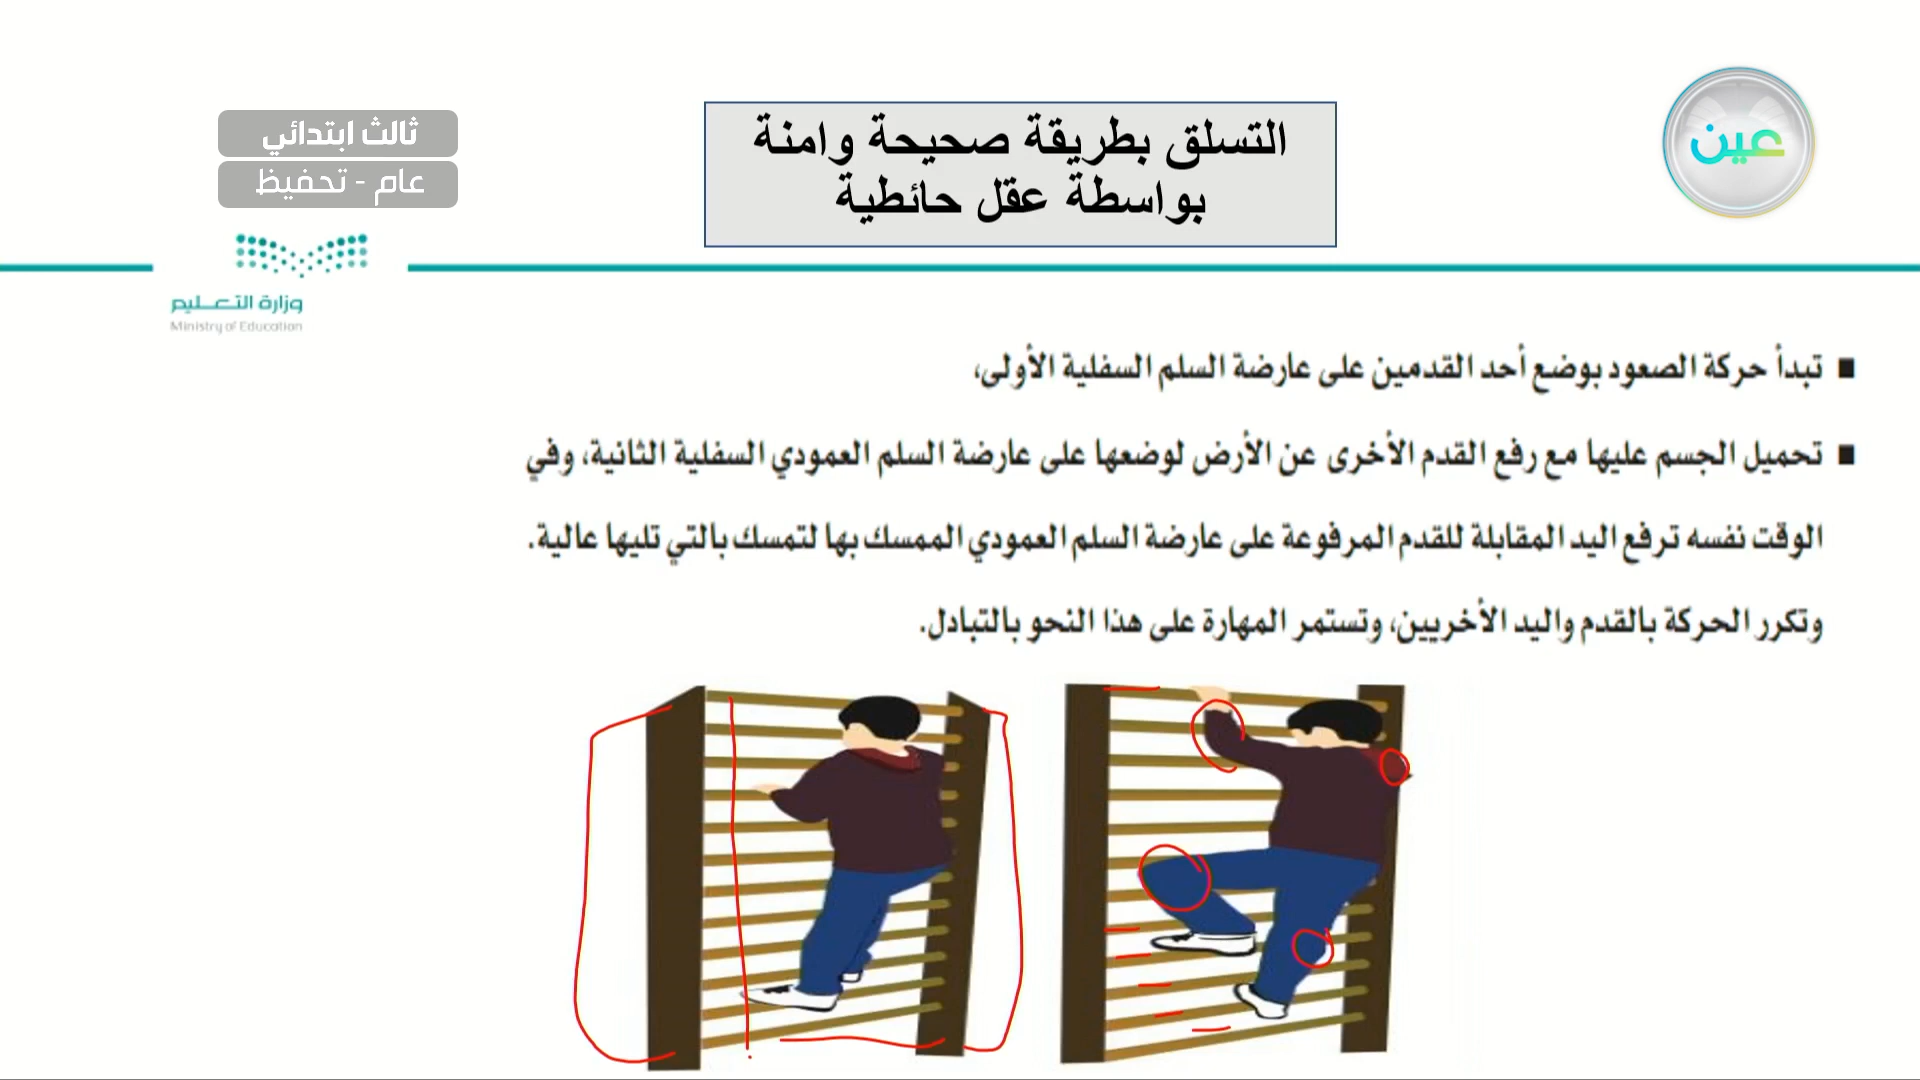 ثالث ابتدائي
عام - تحفيظ
التسلق بطريقة صحيحة وامنة
بواسطة عقل حائطية
عين
وزارة التعليم
Ministry of Education
■ تبدأ حركة الصعود بوضع أحد القدمين على عارضة السلم السفلية الأولى،
■ تحميل الجسم عليها مع رفع القدم الأخرى عن الأرض لوضعها على عارضة السلم العمودي السفلية الثانية، وفي
الوقت نفسه ترفع اليد المقابلة للقدم المرفوعة على عارضة السلم العمودي الممسك بها لتمسك بالتي تليها عالية.
وتكرر الحركة بالقدم واليد الأخريين، وتستمر المهارة على هذا النحو بالتبادل.